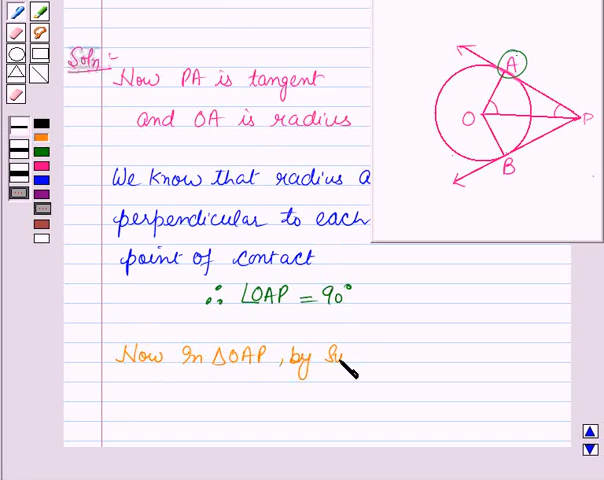 Soln :-
Now PA is tangent
and OA is radius
We know that radius
perpendicular to each
point of contact
∴ ∠OAP = 90°
Now In ΔOAP, by
A
O
P
B